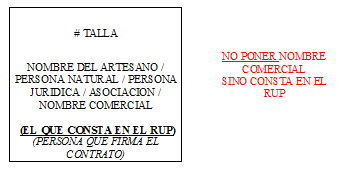 # TALLA
NOMBRE DEL ARTESANO /
PERSONA NATURAL / PERSONA
JURIDICA / ASOCIACION /
NOMBRE COMERCIAL
(EL QUE CONSTA EN EL RUP)
(PERSONA QUE FIRMA EL
CONTRATO)
NO PONER NOMBRE
COMERCIAL
SINO CONSTA EN EL
RUP